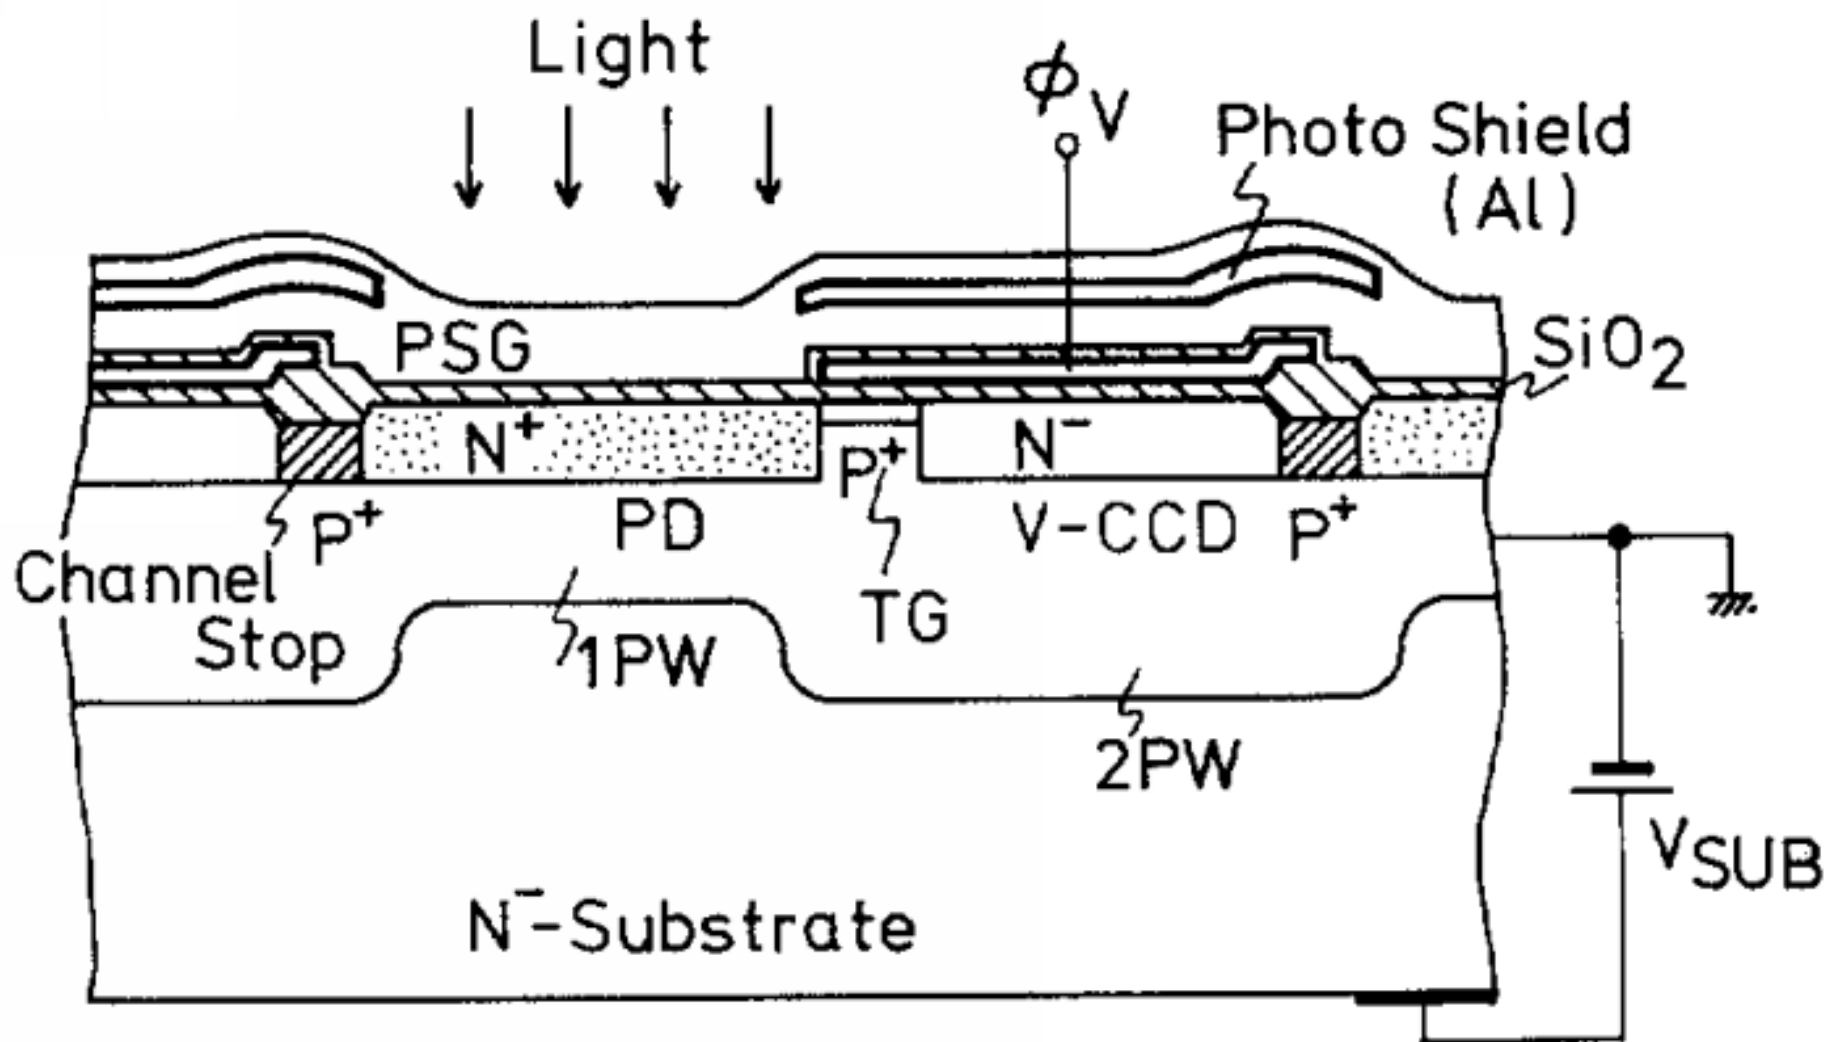 Light
ϕV
Photo Shield
(Al)
PSG
SiO2
N+
P+
N−
P+
PD
V-CCD
P+
Channel
Stop
TG
1PW
2PW
VSUB
N−-Substrate